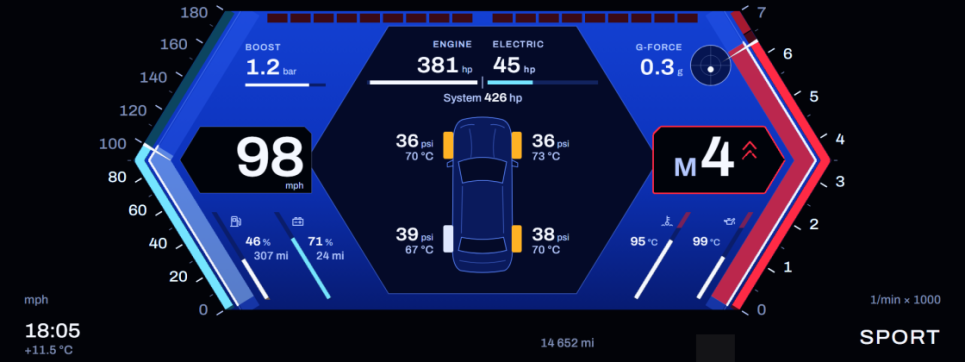 180
160
140
120
100
80
60
40
20
0
mph
18:05
+11.5 °C
BOOST
1.2 bar
98
mph
46 %
307 mi
71 %
24 mi
ENGINE ELECTRIC
381 hp 45 hp
System 426 hp
36 psi
70 °C
36 psi
73 °C
39 psi
67 °C
38 psi
70 °C
14 652 mi
G-FORCE
0.3 g
M 4
95 °C
99 °C
7
6
5
4
3
2
1
0
1/min × 1000
SPORT